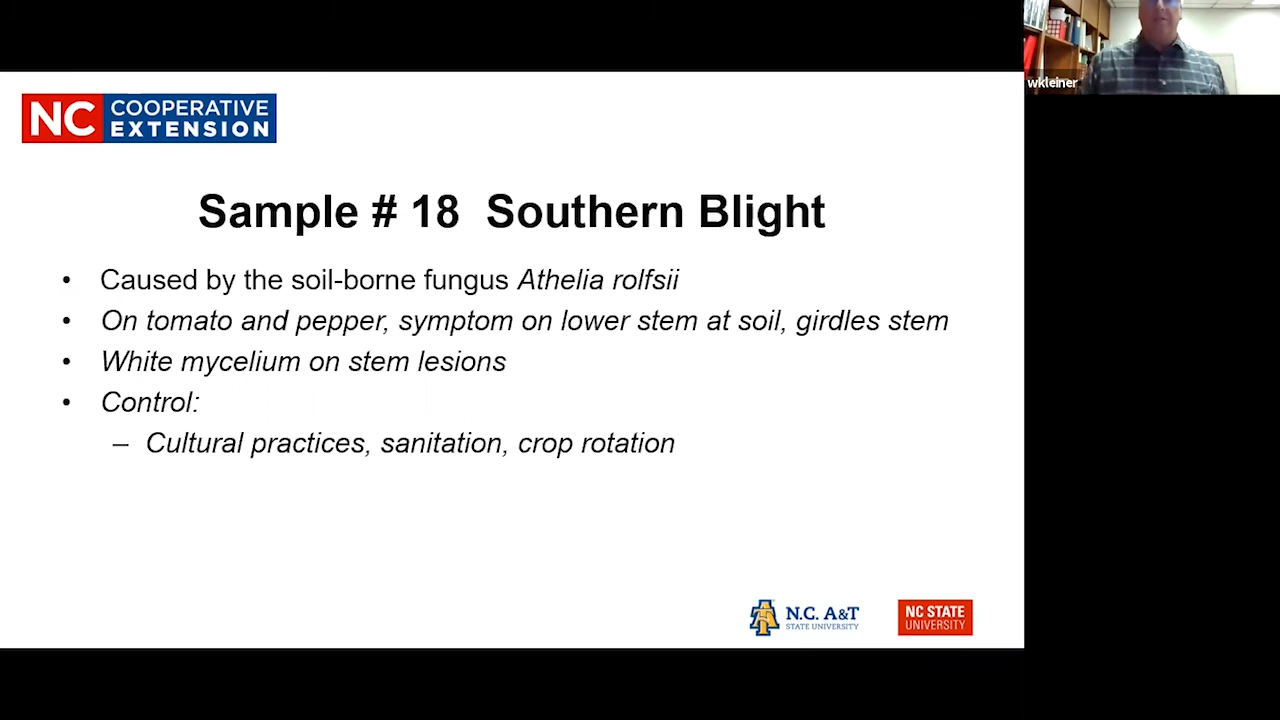 wkleiner
NC COOPERATIVE
EXTENSION
Sample # 18 Southern Blight
• Caused by the soil-borne fungus Athelia rolfsii
• On tomato and pepper, symptom on lower stem at soil, girdles stem
• White mycelium on stem lesions
• Control:
– Cultural practices, sanitation, crop rotation
N.C. A&T
STATE UNIVERSITY
NC STATE
UNIVERSITY